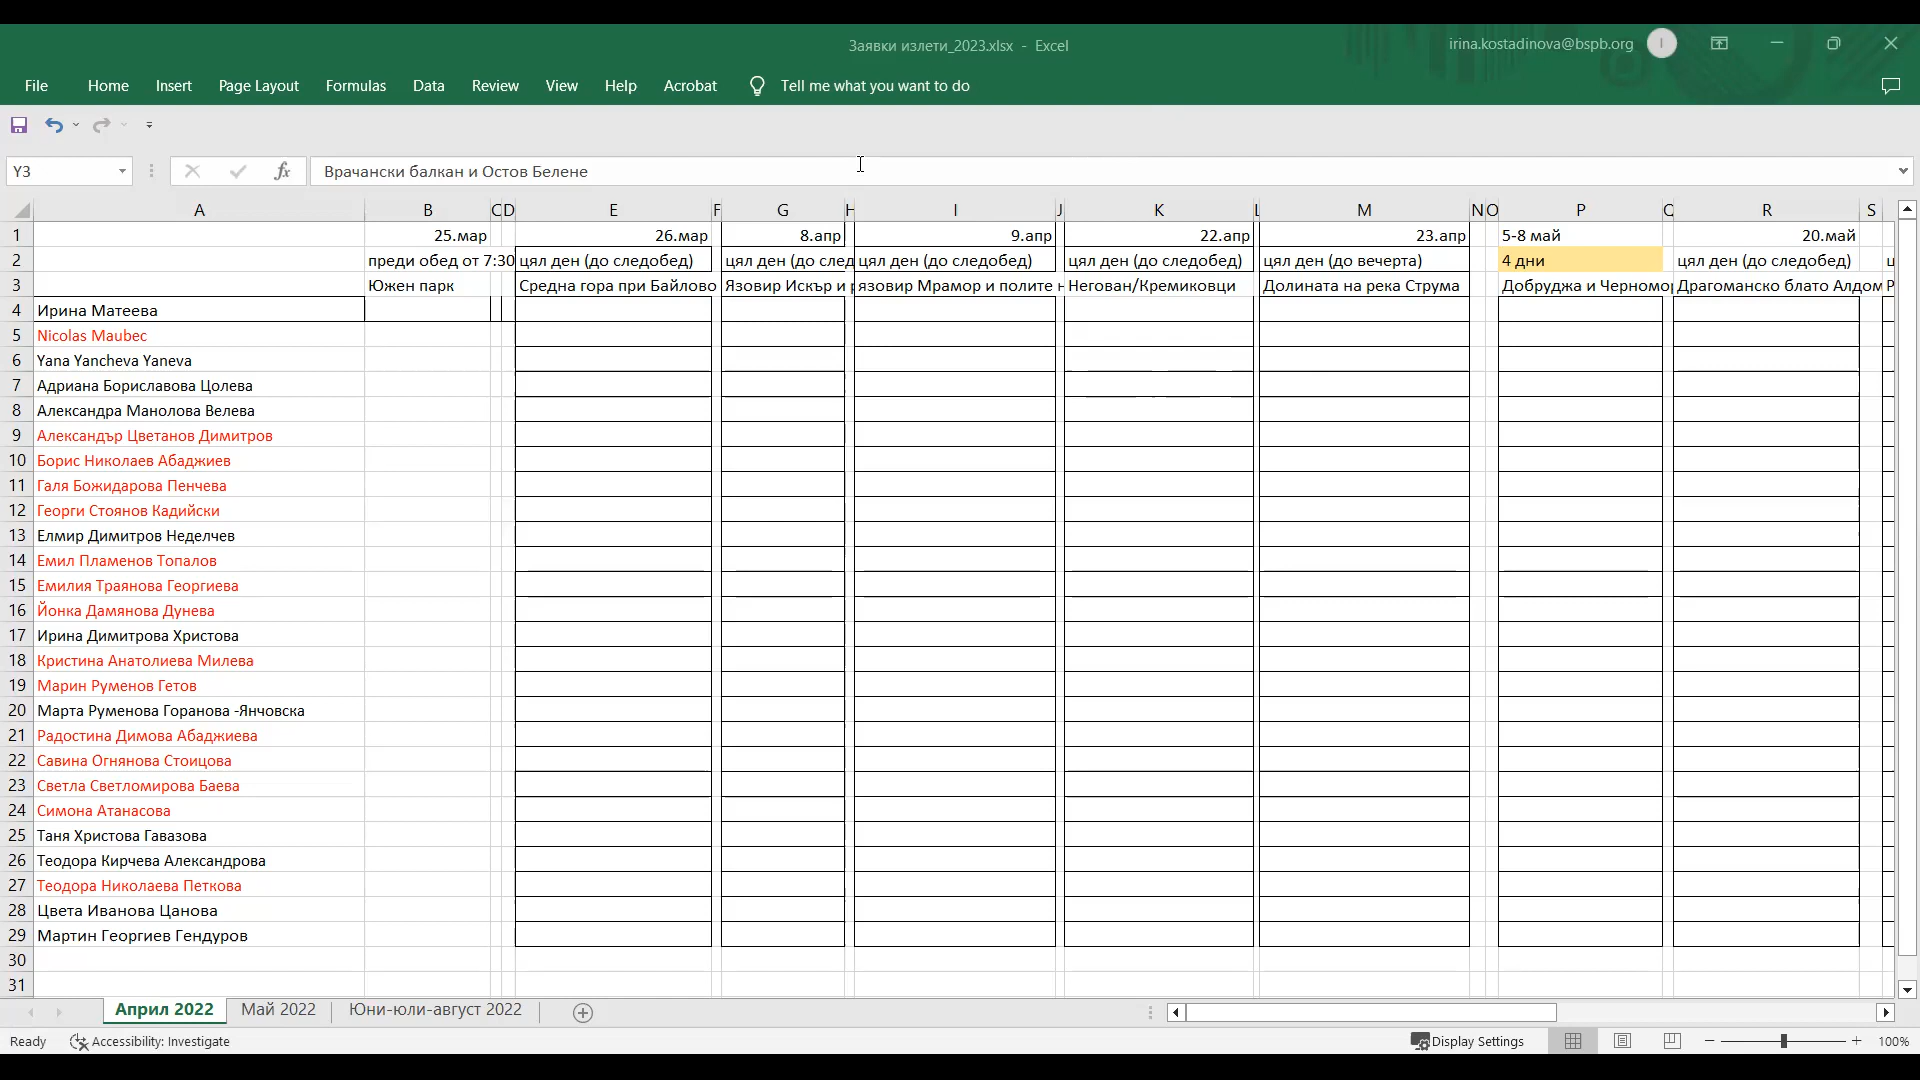 Заявки излети_2023.xlsx - Excel
irina.kostadinova@bspb.org I
File Home Insert Page Layout Formulas Data Review View Help Acrobat Tell me what you want to do
Y3 fx Врачански балкан и Остов Белене
A B C D E F G H I J K L M N O P Q R S
1 25.мар 26.мар 8.апр 9.апр 22.апр 23.апр 5-8 май 20.май
2 преди обед от 7:30 цял ден (до следобед) цял ден (до след цял ден (до следобед) цял ден (до следобед) цял ден (до вечерта) 4 дни цял ден (до следобед) ц
3 Южен парк Средна гора при Байлово Язовир Искър и р язовир Мрамор и полите н Негован/Кремиковци Долината на река Струма Добруджа и Черномор Драгоманско блато Алдом Р
4 Ирина Матеева
5 Nicolas Maubec
6 Yana Yancheva Yaneva
7 Адриана Бориславова Цолева
8 Александра Манолова Велева
9 Александър Цветанов Димитров
10 Борис Николаев Абаджиев
11 Галя Божидарова Пенчева
12 Георги Стоянов Кадийски
13 Елмир Димитров Неделчев
14 Емил Пламенов Топалов
15 Емилия Траянова Георгиева
16 Йонка Дамянова Дунева
17 Ирина Димитрова Христова
18 Кристина Анатолиева Милева
19 Марин Руменов Гетов
20 Марта Руменова Горанова -Янчовска
21 Радостина Димова Абаджиева
22 Савина Огнянова Стоицова
23 Светла Светломирова Баева
24 Симона Атанасова
25 Таня Христова Гавазова
26 Теодора Кирчева Александрова
27 Теодора Николаева Петкова
28 Цвета Иванова Цанова
29 Мартин Георгиев Гендуров
30
31
Април 2022 Май 2022 Юни-юли-август 2022
Ready Accessibility: Investigate Display Settings 100%